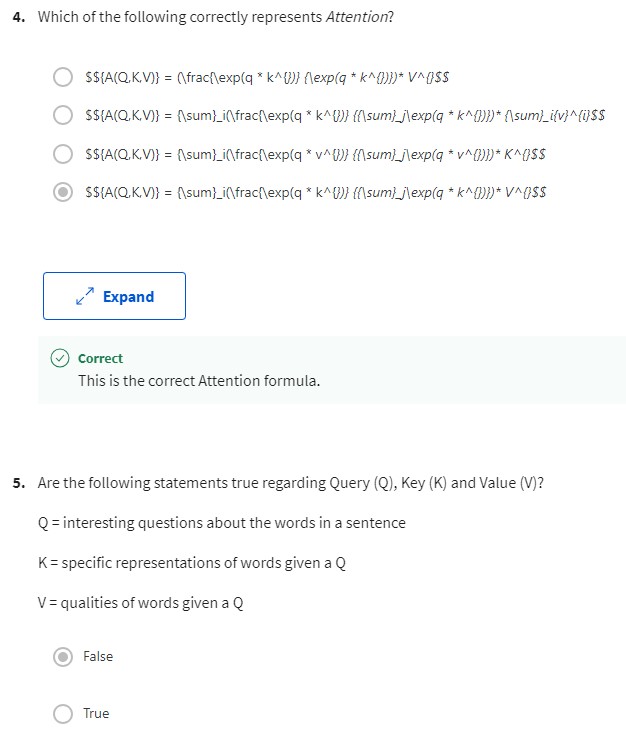 4. Which of the following correctly represents Attention?
$${A(Q,K,V)} = (\frac{\exp(q * k^{})} {\exp(q * k^{})})* V^{}$$
$${A(Q,K,V)} = {\sum}_i(\frac{\exp(q * k^{})} {{\sum}_j\exp(q * k^{})})* {\sum}_i{v}^{i}$$
$${A(Q,K,V)} = {\sum}_i(\frac{\exp(q * v^{})} {{\sum}_j\exp(q * v^{})})* K^{}$$
$${A(Q,K,V)} = {\sum}_i(\frac{\exp(q * k^{})} {{\sum}_j\exp(q * k^{})})* V^{}$$
Expand
Correct
This is the correct Attention formula.
5. Are the following statements true regarding Query (Q), Key (K) and Value (V)?
Q = interesting questions about the words in a sentence
K = specific representations of words given a Q
V = qualities of words given a Q
False
True